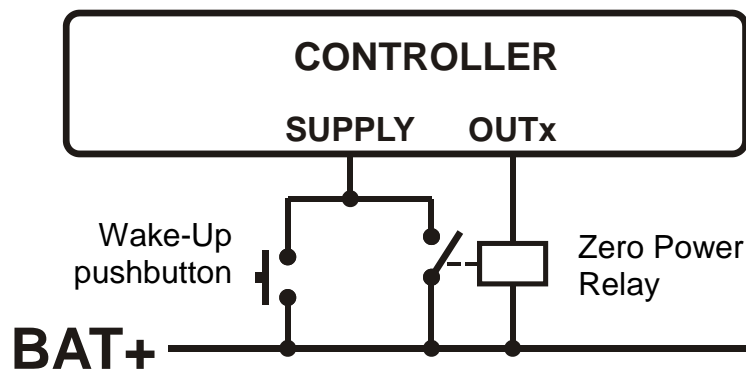 CONTROLLER
SUPPLY OUTx
Wake-Up
pushbutton
Zero Power
Relay
BAT+